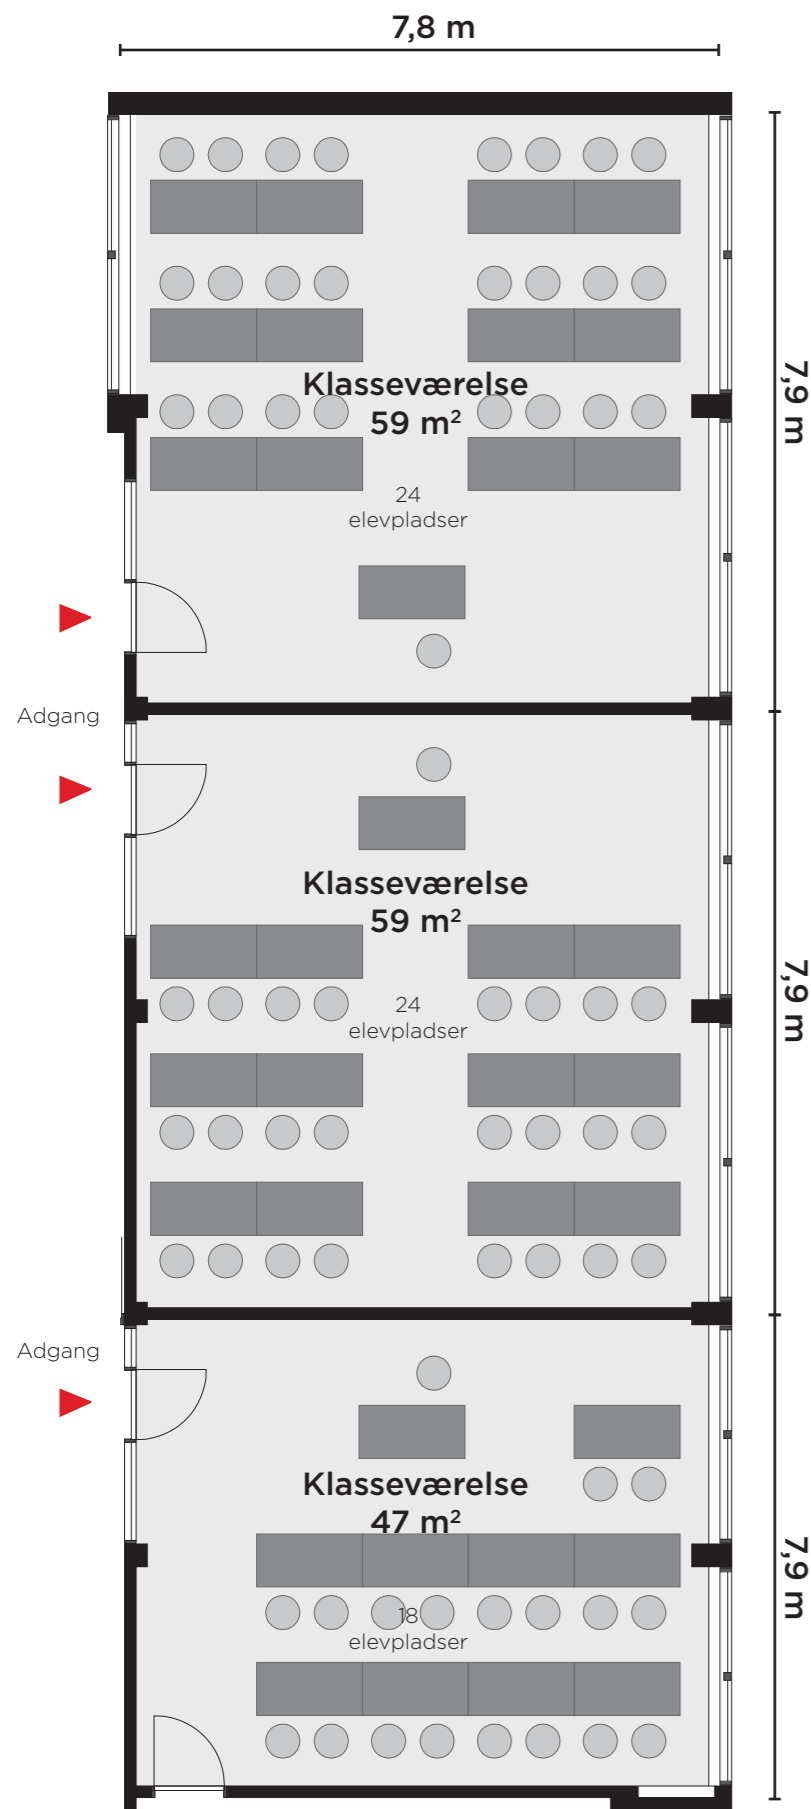 7,8 m
7,9 m
Klasseværelse
59 m²
24
elevpladser
Adgang
7,9 m
Klasseværelse
59 m²
24
elevpladser
Adgang
7,9 m
Klasseværelse
47 m²
18
elevpladser